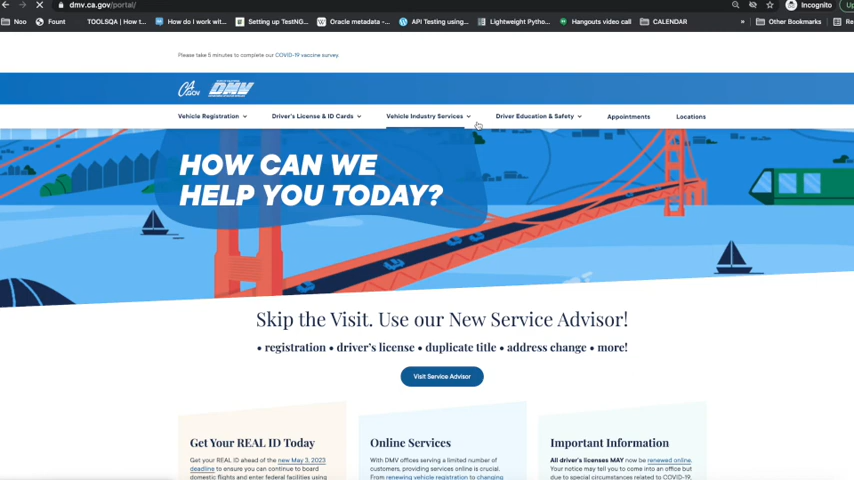 dmv.ca.gov/portal/
Incognito
Noo Fount TOOLSQA | How t... How do I work wit... Setting up TestNG... Oracle metadata -... API Testing using... Lightweight Pytho... Hangouts video call CALENDAR » Other Bookmarks
Please take 5 minutes to complete our COVID-19 vaccine survey.
CA.GOV DMV
Vehicle Registration Driver's License & ID Cards Vehicle Industry Services Driver Education & Safety Appointments Locations
HOW CAN WE
HELP YOU TODAY?
Skip the Visit. Use our New Service Advisor!
• registration • driver's license • duplicate title • address change • more!
Visit Service Advisor
Get Your REAL ID Today
Get your REAL ID ahead of the new May 3, 2023
deadline to ensure you can continue to board
domestic flights and enter federal facilities using
Online Services
With DMV offices serving a limited number of
customers, providing services online is crucial.
From renewing vehicle registration to changing
Important Information
All driver's licenses MAY now be renewed online.
Your notice may tell you to come into an office but
due to special circumstances related to COVID-19,